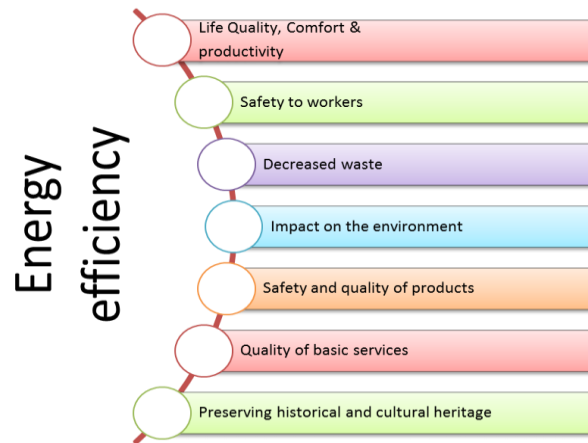 Energy
efficiency
Life Quality, Comfort &
productivity
Safety to workers
Decreased waste
Impact on the environment
Safety and quality of products
Quality of basic services
Preserving historical and cultural heritage